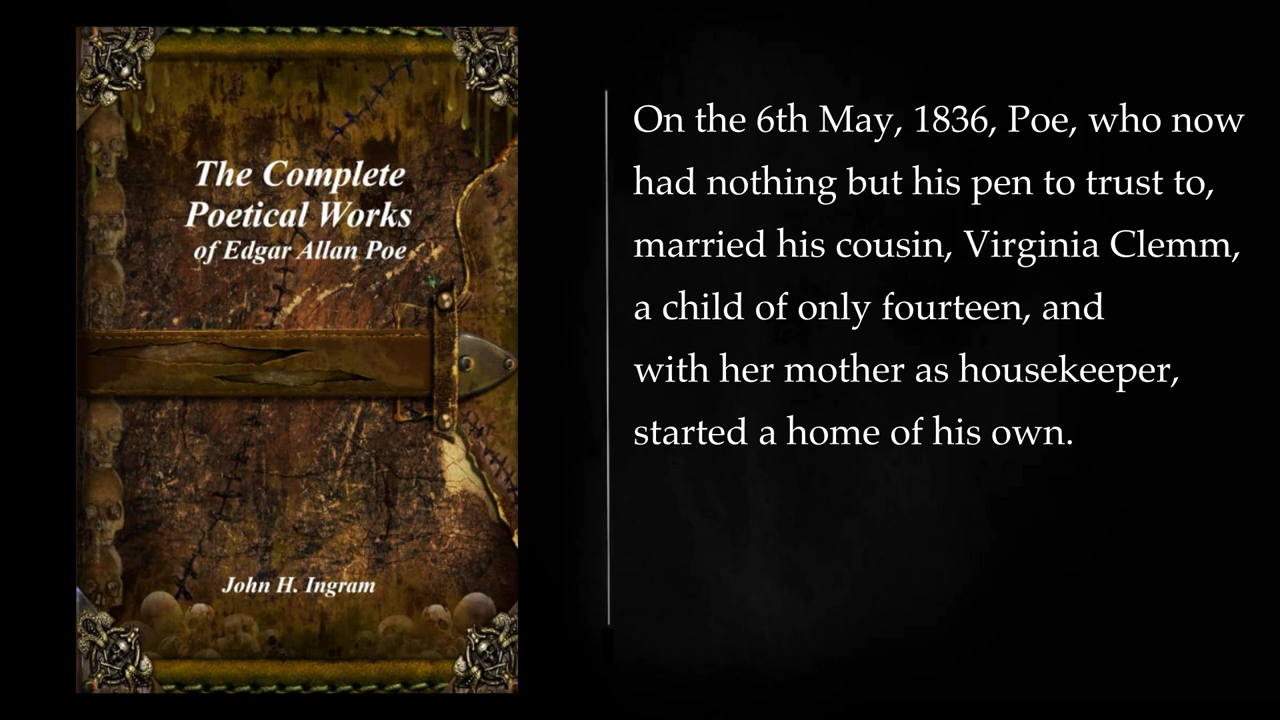 The Complete
Poetical Works
of Edgar Allan Poe
John H. Ingram
On the 6th May, 1836, Poe, who now
had nothing but his pen to trust to,
married his cousin, Virginia Clemm,
a child of only fourteen, and
with her mother as housekeeper,
started a home of his own.